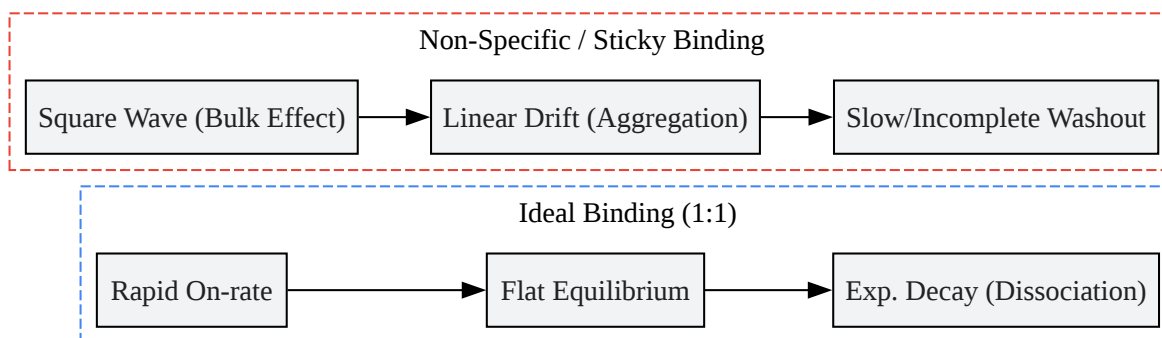 Non-Specific / Sticky Binding
Square Wave (Bulk Effect)
Linear Drift (Aggregation)
Slow/Incomplete Washout
Ideal Binding (1:1)
Rapid On-rate
Flat Equilibrium
Exp. Decay (Dissociation)